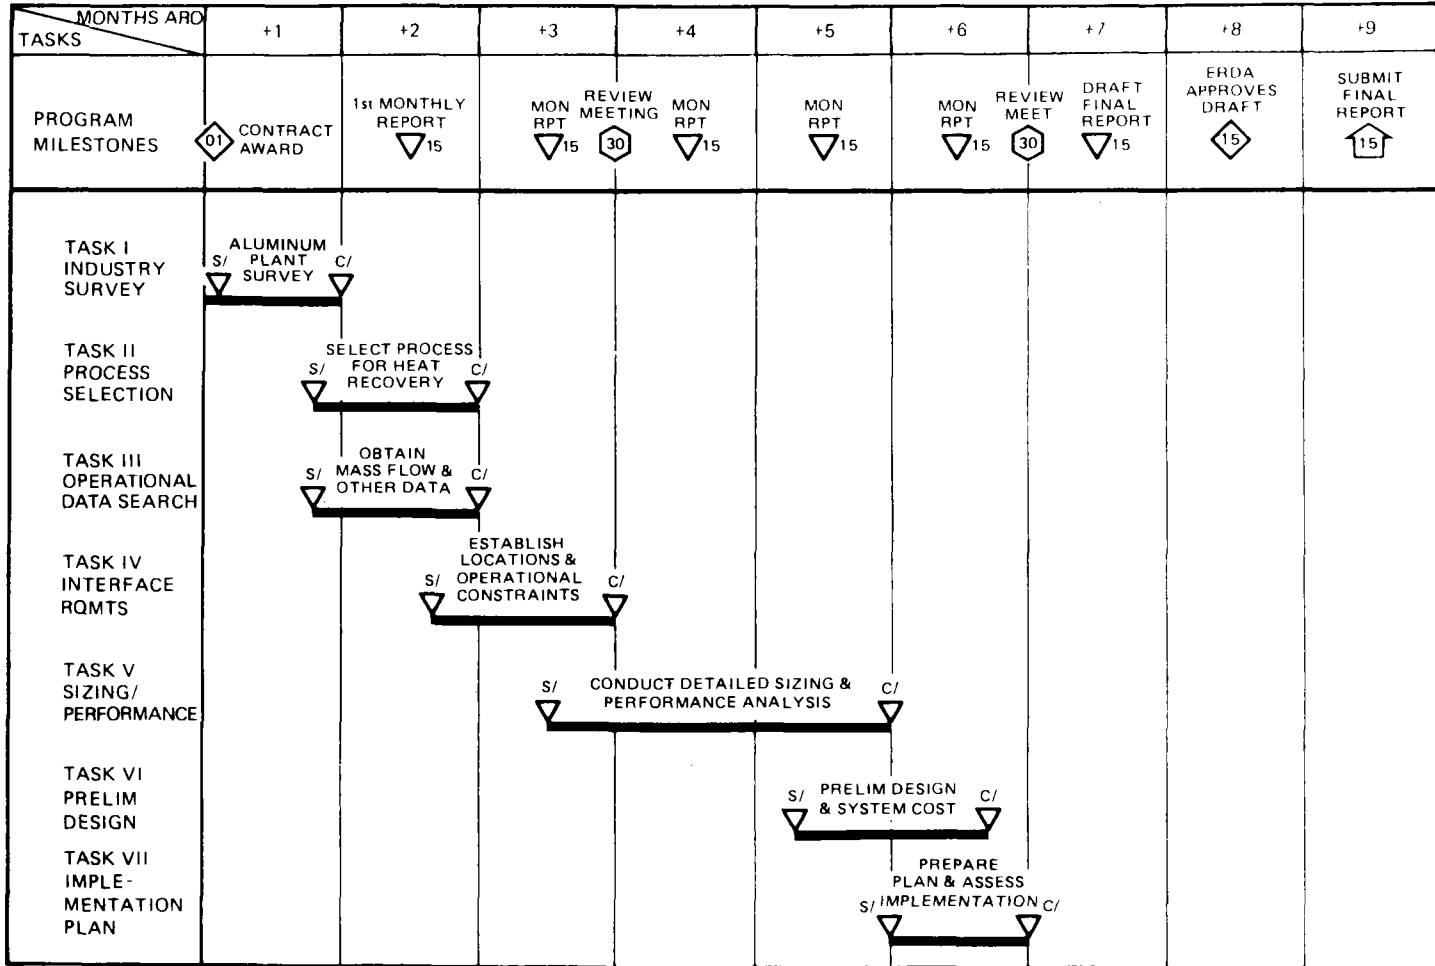 MONTHS ARO
TASKS
+1
+2
+3
+4
+5
+6
+7
+8
+9
PROGRAM
MILESTONES
01
CONTRACT
AWARD
1st MONTHLY
REPORT
15
MON
RPT
15
REVIEW
MEETING
30
MON
RPT
15
MON
RPT
15
MON
RPT
15
REVIEW
MEET
30
DRAFT
FINAL
REPORT
15
ERDA
APPROVES
DRAFT
15
SUBMIT
FINAL
REPORT
15
TASK I
INDUSTRY
SURVEY
S/
ALUMINUM
PLANT
SURVEY
C/
TASK II
PROCESS
SELECTION
S/
SELECT PROCESS
FOR HEAT
RECOVERY
C/
TASK III
OPERATIONAL
DATA SEARCH
S/
OBTAIN
MASS FLOW &
OTHER DATA
C/
TASK IV
INTERFACE
RQMTS
S/
ESTABLISH
LOCATIONS &
OPERATIONAL
CONSTRAINTS
C/
TASK V
SIZING/
PERFORMANCE
S/
CONDUCT DETAILED SIZING &
PERFORMANCE ANALYSIS
C/
TASK VI
PRELIM
DESIGN
S/
PRELIM DESIGN
& SYSTEM COST
C/
TASK VII
IMPLE-
MENTATION
PLAN
S/
PREPARE
PLAN & ASSESS
IMPLEMENTATION
C/